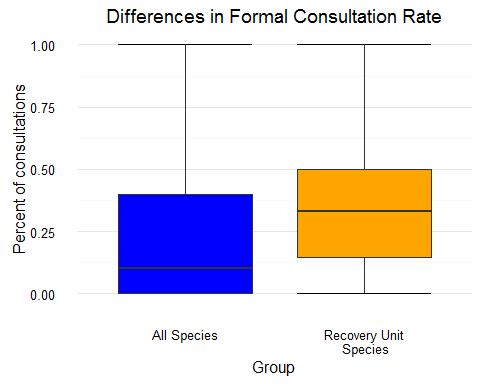 Differences in Formal Consultation Rate
Percent of consultations
1.00
0.75
0.50
0.25
0.00
All Species
Recovery Unit
Species
Group